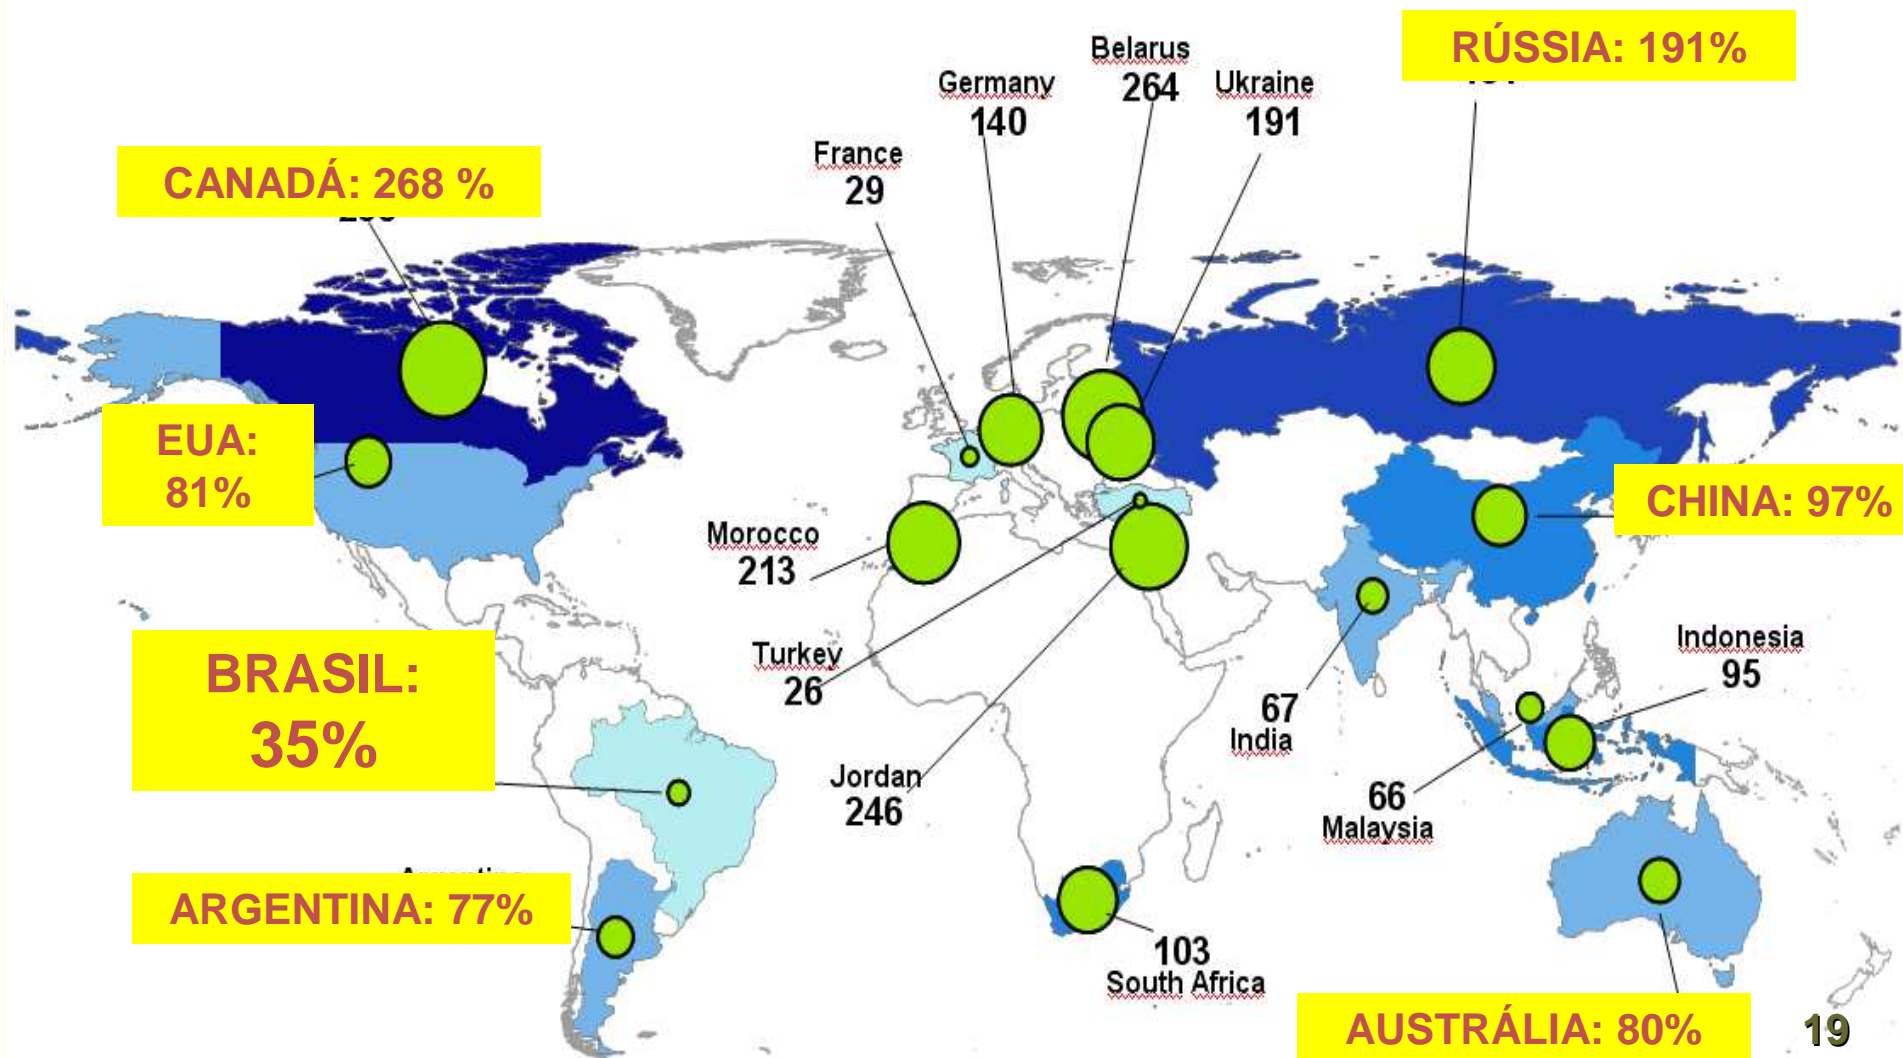 RÚSSIA: 191%
Belarus
264
Germany
140
Ukraine
191
France
29
CANADÁ: 268 %
EUA:
81%
CHINA: 97%
Morocco
213
Turkey
26
BRASIL:
35%
Jordan
246
67
India
Indonesia
95
66
Malaysia
ARGENTINA: 77%
103
South Africa
AUSTRÁLIA: 80%
19